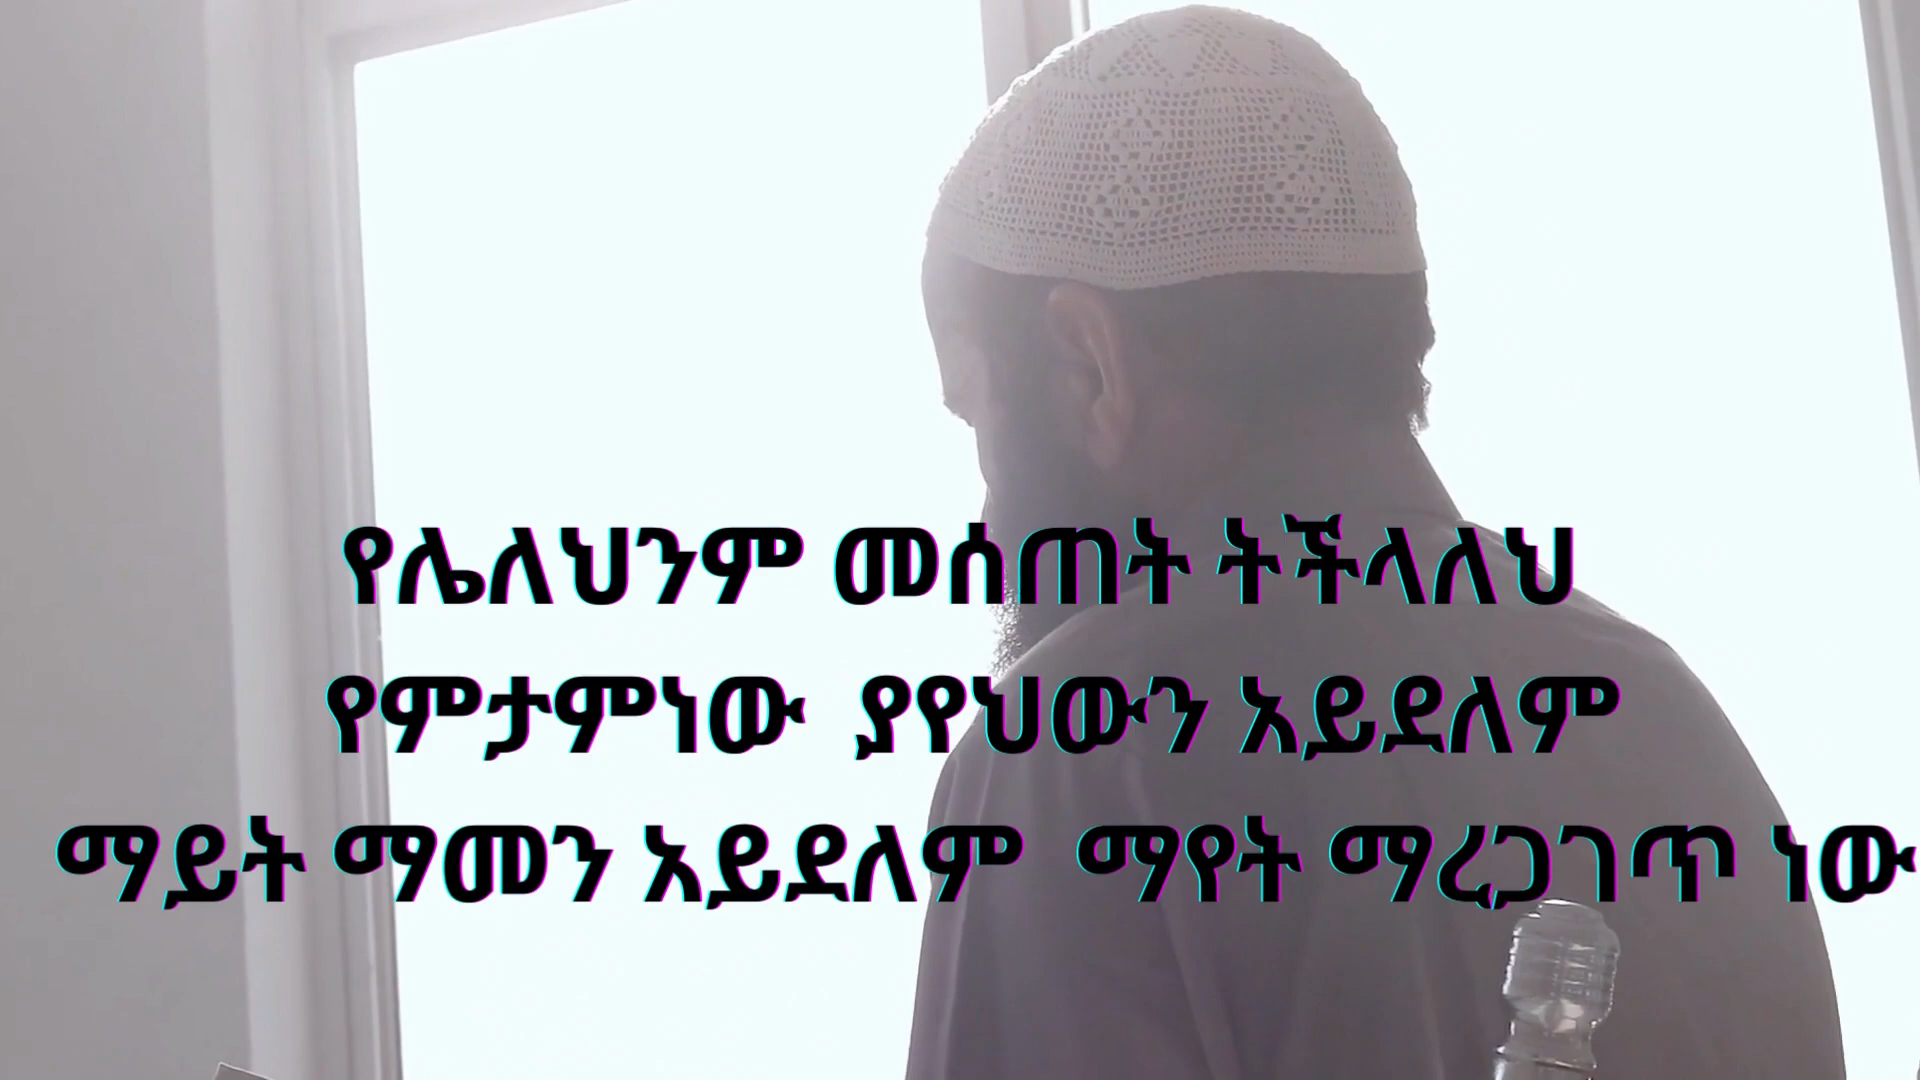 የሌለህንም መሰጠት ትችላለህ
የምታምነው ያየህውን አይደለም
ማይት ማመን አይደለም ማየት ማረጋገጥ ነው